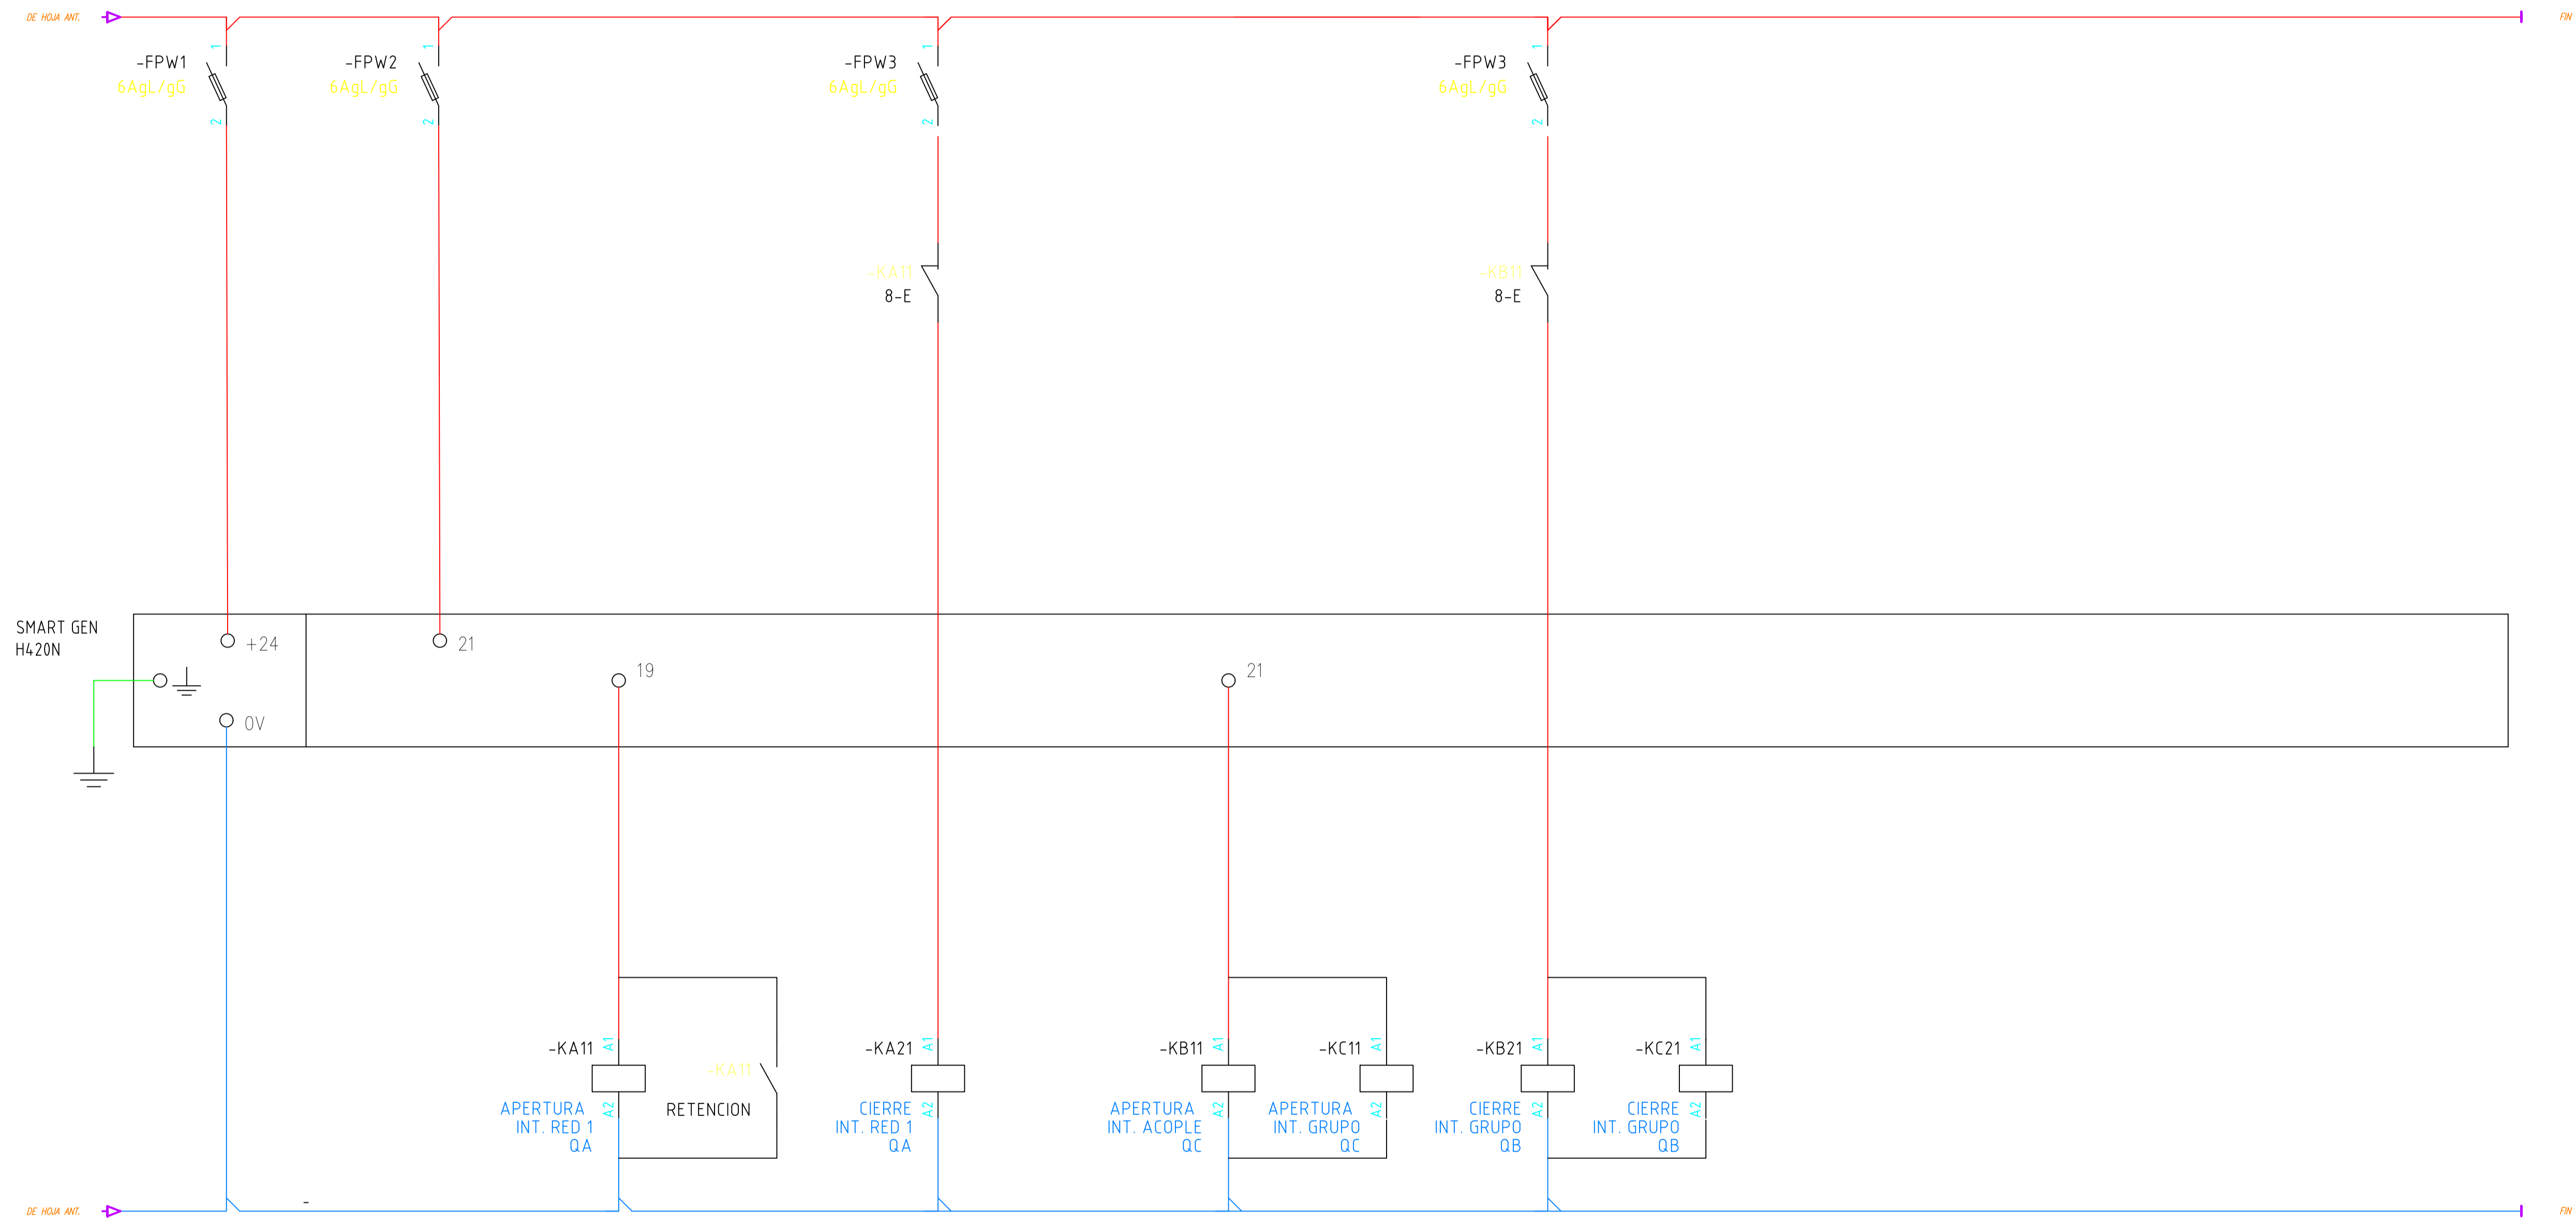 DE HOJA ANT.
FIN
-FPW1
6AgL/gG
1
2
-FPW2
6AgL/gG
1
2
-FPW3
6AgL/gG
1
2
-FPW3
6AgL/gG
1
2
-KA11
8-E
-KB11
8-E
SMART GEN
H420N
+24
0V
21
19
21
-KA11
A1
A2
APERTURA
INT. RED 1
QA
-KA11
RETENCION
-KA21
A1
A2
CIERRE
INT. RED 1
QA
-KB11
A1
A2
APERTURA
INT. ACOPLE
QC
-KC11
A1
A2
APERTURA
INT. GRUPO
QC
-KB21
A1
A2
CIERRE
INT. GRUPO
QB
-KC21
A1
A2
CIERRE
INT. GRUPO
QB
-
DE HOJA ANT.
FIN